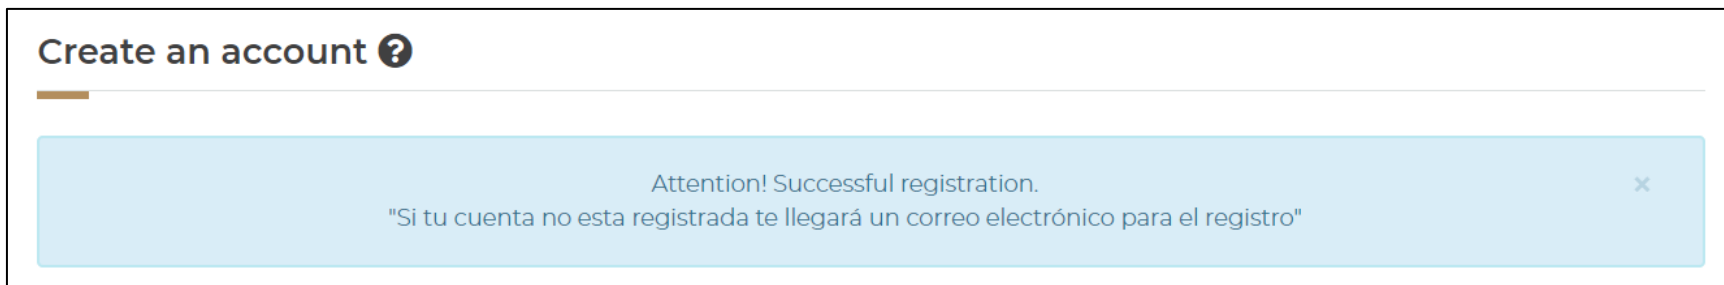 Create an account ?
Attention! Successful registration.
"Si tu cuenta no esta registrada te llegará un correo electrónico para el registro"
×